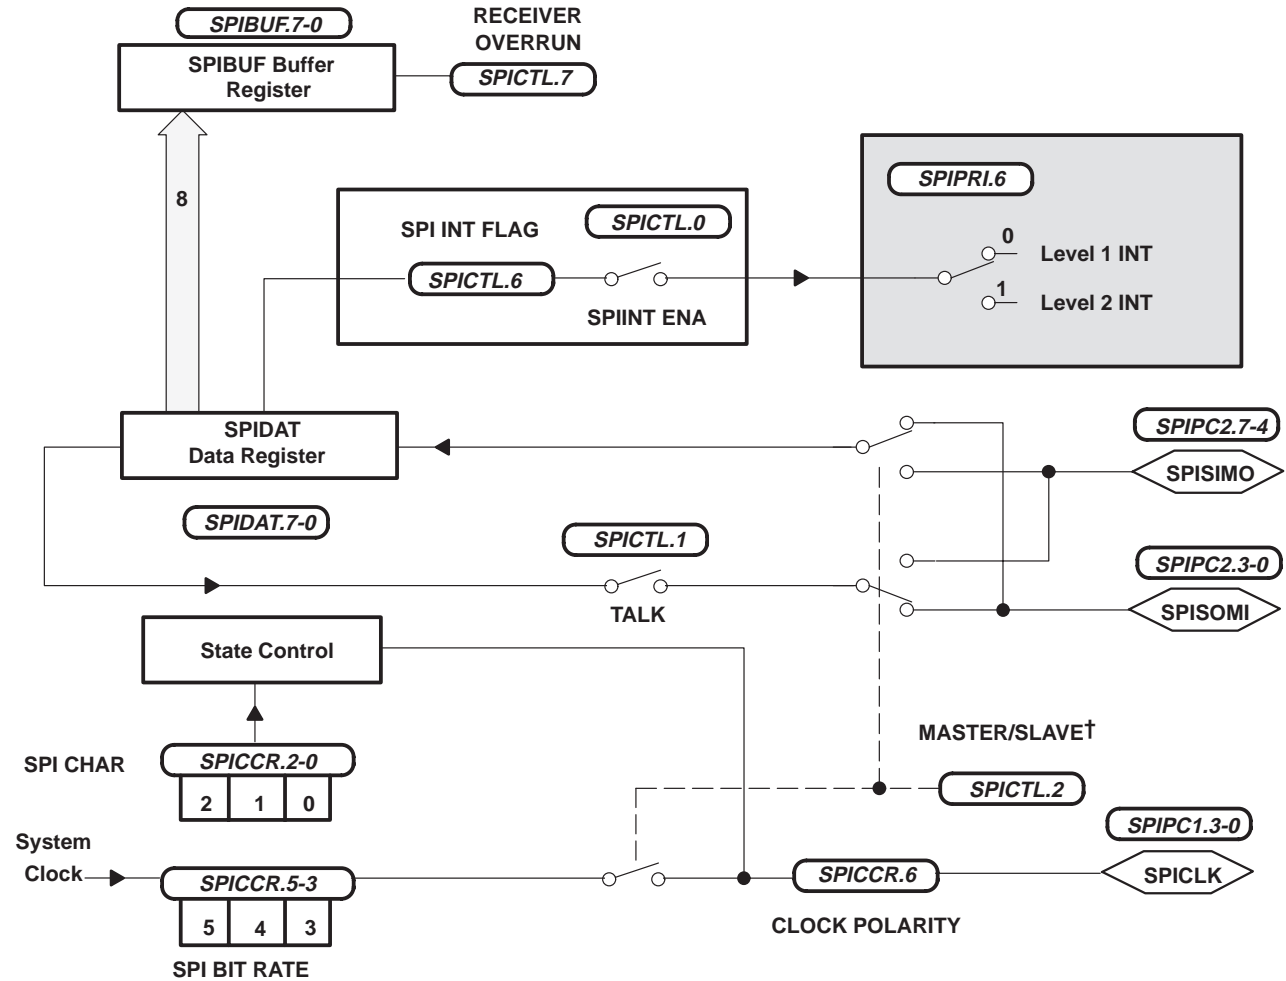 SPIBUF.7-0
RECEIVER
OVERRUN
SPIBUF Buffer
Register
SPICTL.7
8
SPIPRI.6
SPI INT FLAG
SPICTL.0
0
Level 1 INT
SPICTL.6
1
Level 2 INT
SPIINT ENA
SPIDAT
Data Register
SPIPC2.7-4
SPISIMO
SPIDAT.7-0
SPICTL.1
SPIPC2.3-0
TALK
SPISOMI
State Control
MASTER/SLAVE†
SPI CHAR
SPICCR.2-0
2 1 0
SPICTL.2
System
Clock
SPIPC1.3-0
SPICCR.5-3
SPICCR.6
SPICLK
5 4 3
CLOCK POLARITY
SPI BIT RATE